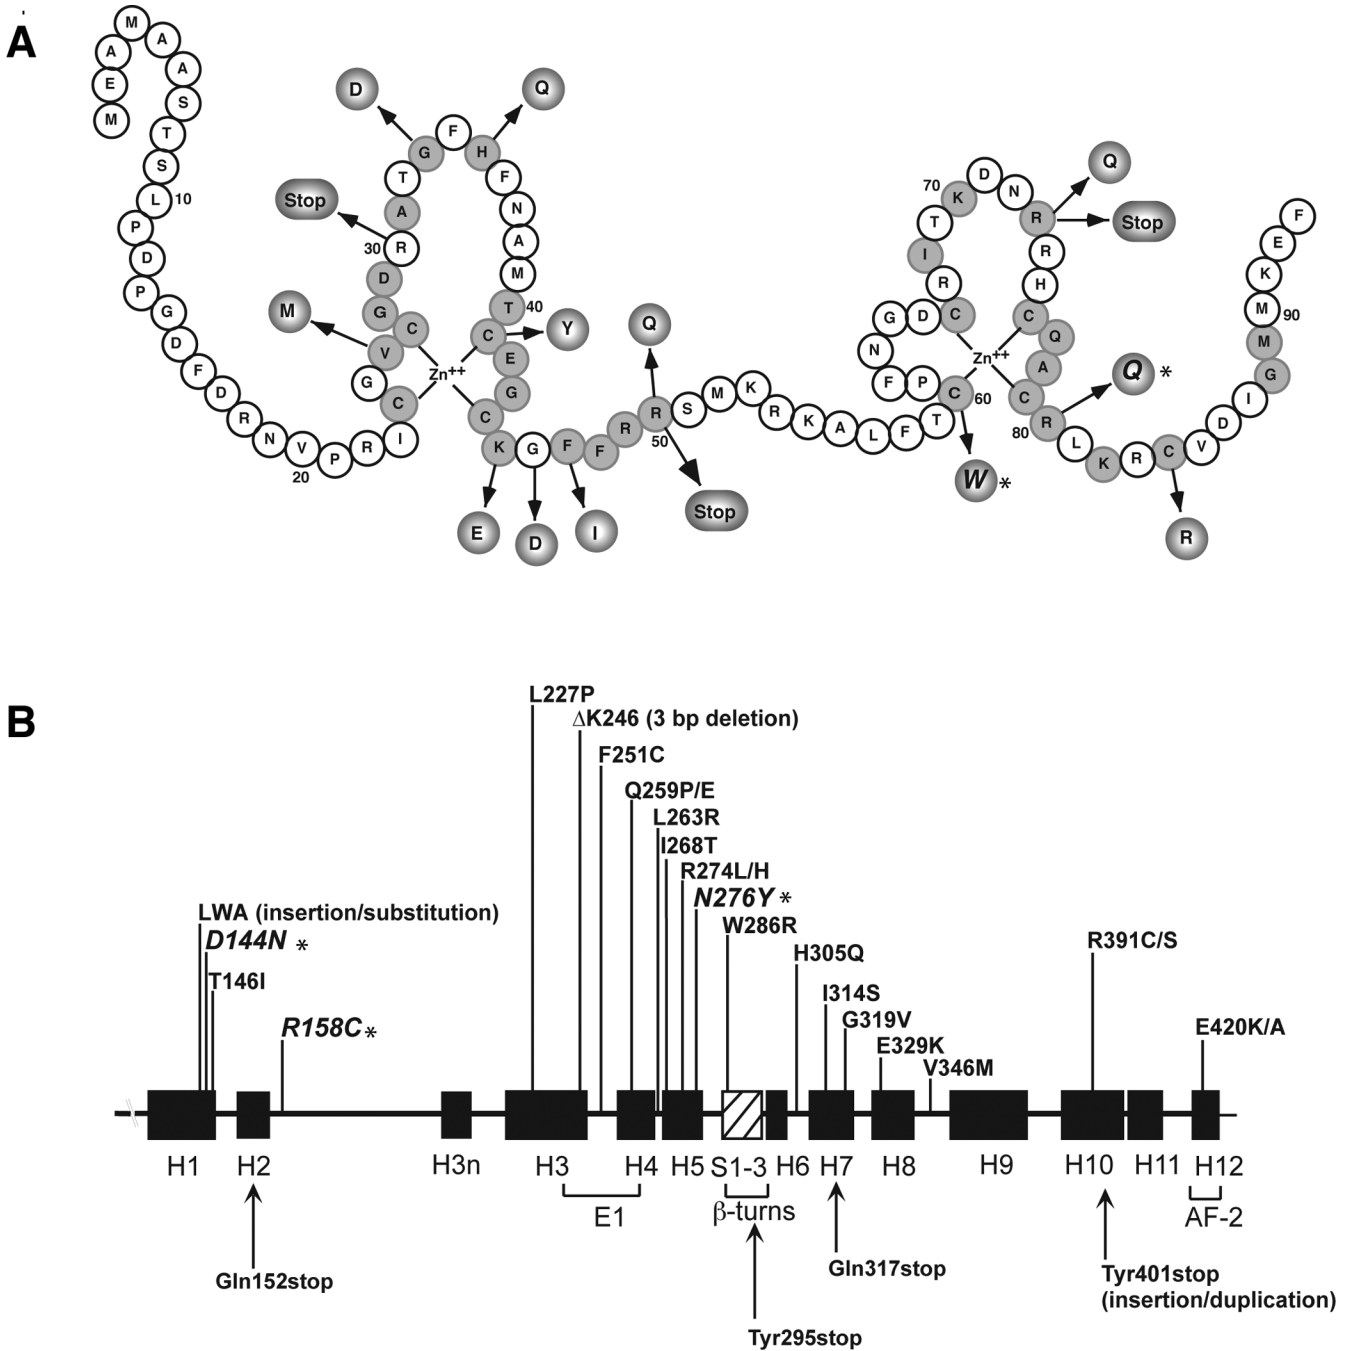 A
M E A M A A S T S L 10 P D P G D F D R N V 20 P R I C G V C G D 30 R A T G F H F N A M T 40 C E G C K G F F R R 50 S M K R K A L F T C 60 P F N G D C R I T K 70 D N R R H C Q A C R 80 L K R C V D I G M M 90 K E F
D
Q
Stop
M
Zn++
Y
Q
E
D
I
Stop
Zn++
Q
Stop
Q *
W *
R
B
L227P
ΔK246 (3 bp deletion)
F251C
Q259P/E
L263R
I268T
R274L/H
N276Y *
W286R
LWA (insertion/substitution)
D144N *
T146I
R158C *
H305Q
I314S
G319V
E329K
V346M
R391C/S
E420K/A
H1 H2 H3n H3 H4 H5 S1-3 H6 H7 H8 H9 H10 H11 H12
E1 β-turns AF-2
Gln152stop
Gln317stop
Tyr401stop
(insertion/duplication)
Tyr295stop